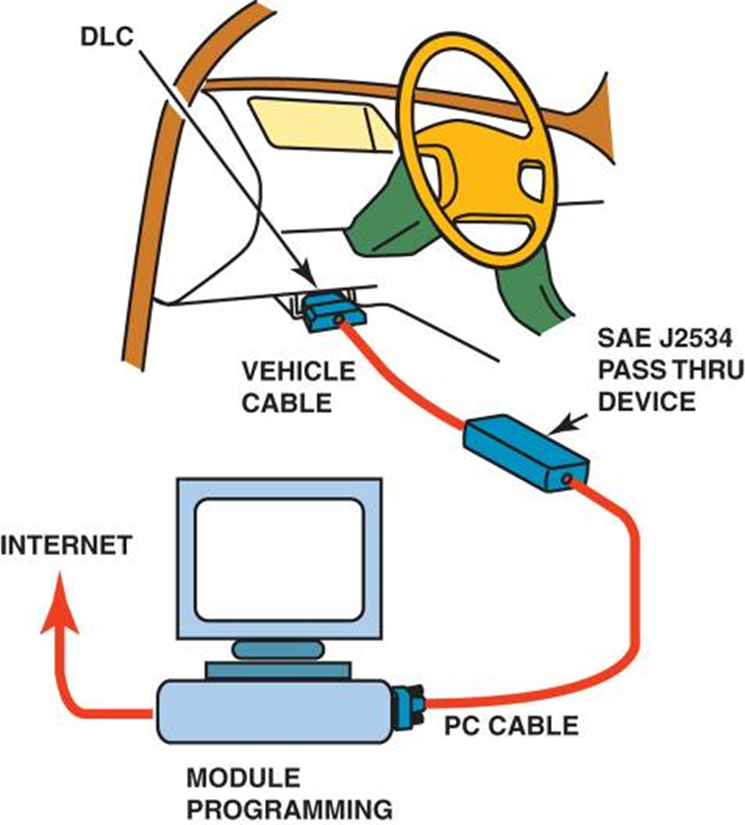 DLC
SAE J2534
PASS THRU
DEVICE
VEHICLE
CABLE
INTERNET
PC CABLE
MODULE
PROGRAMMING